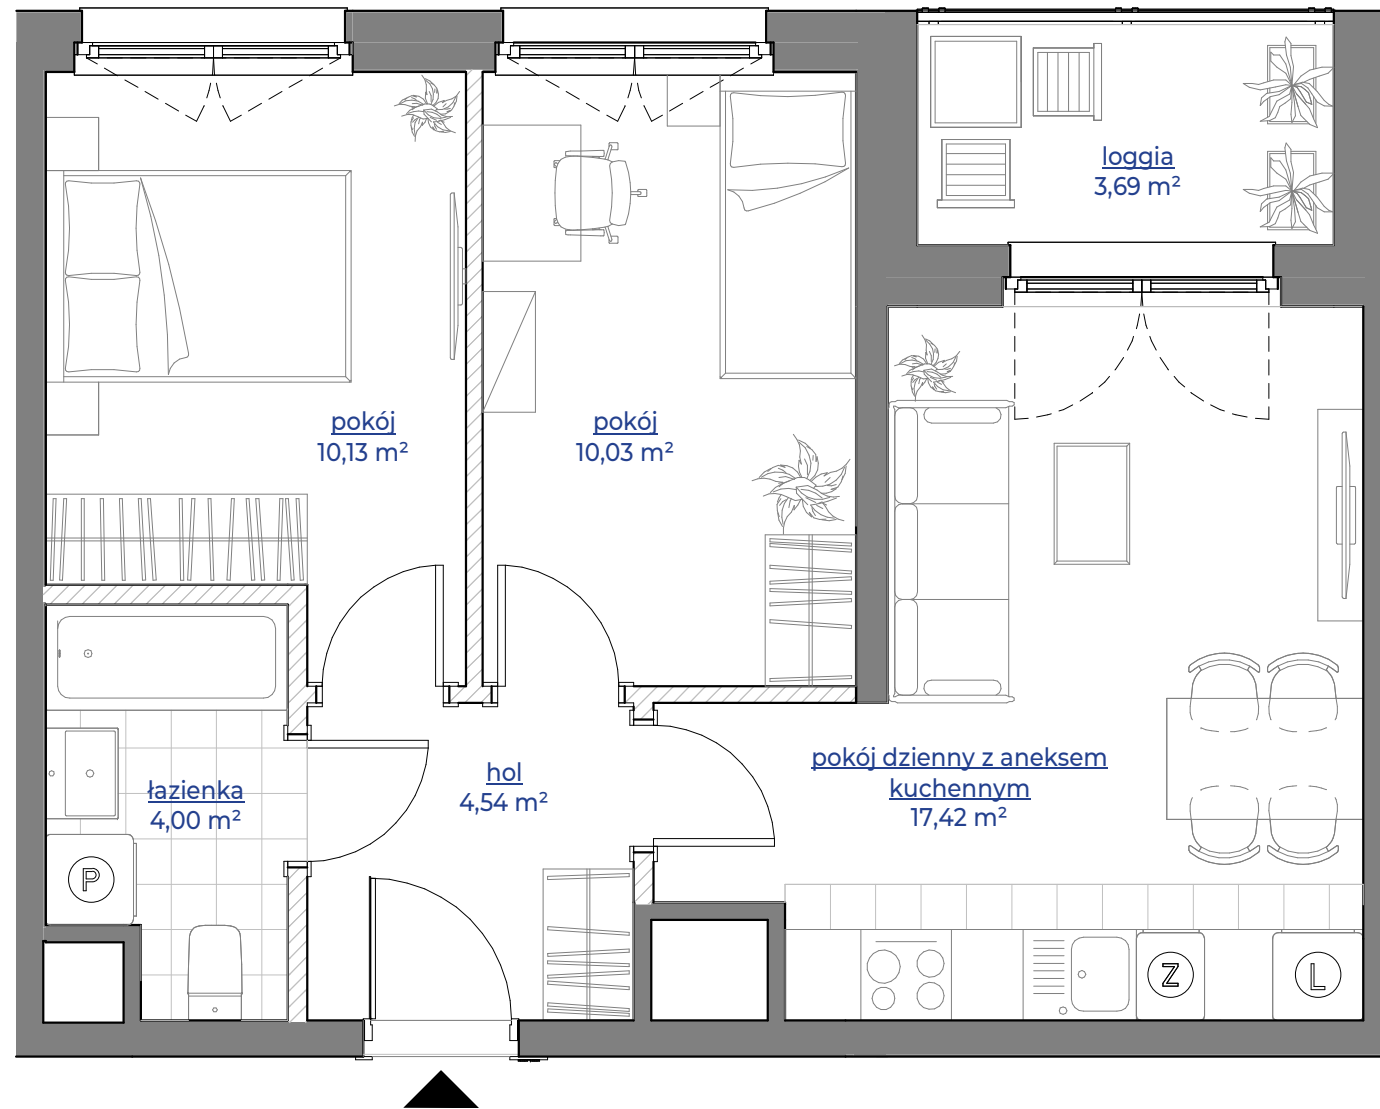 loggia
3,69 m²
pokój
10,13 m²
pokój
10,03 m²
pokój dzienny z aneksem
kuchennym
17,42 m²
hol
4,54 m²
łazienka
4,00 m²
P
Z
L